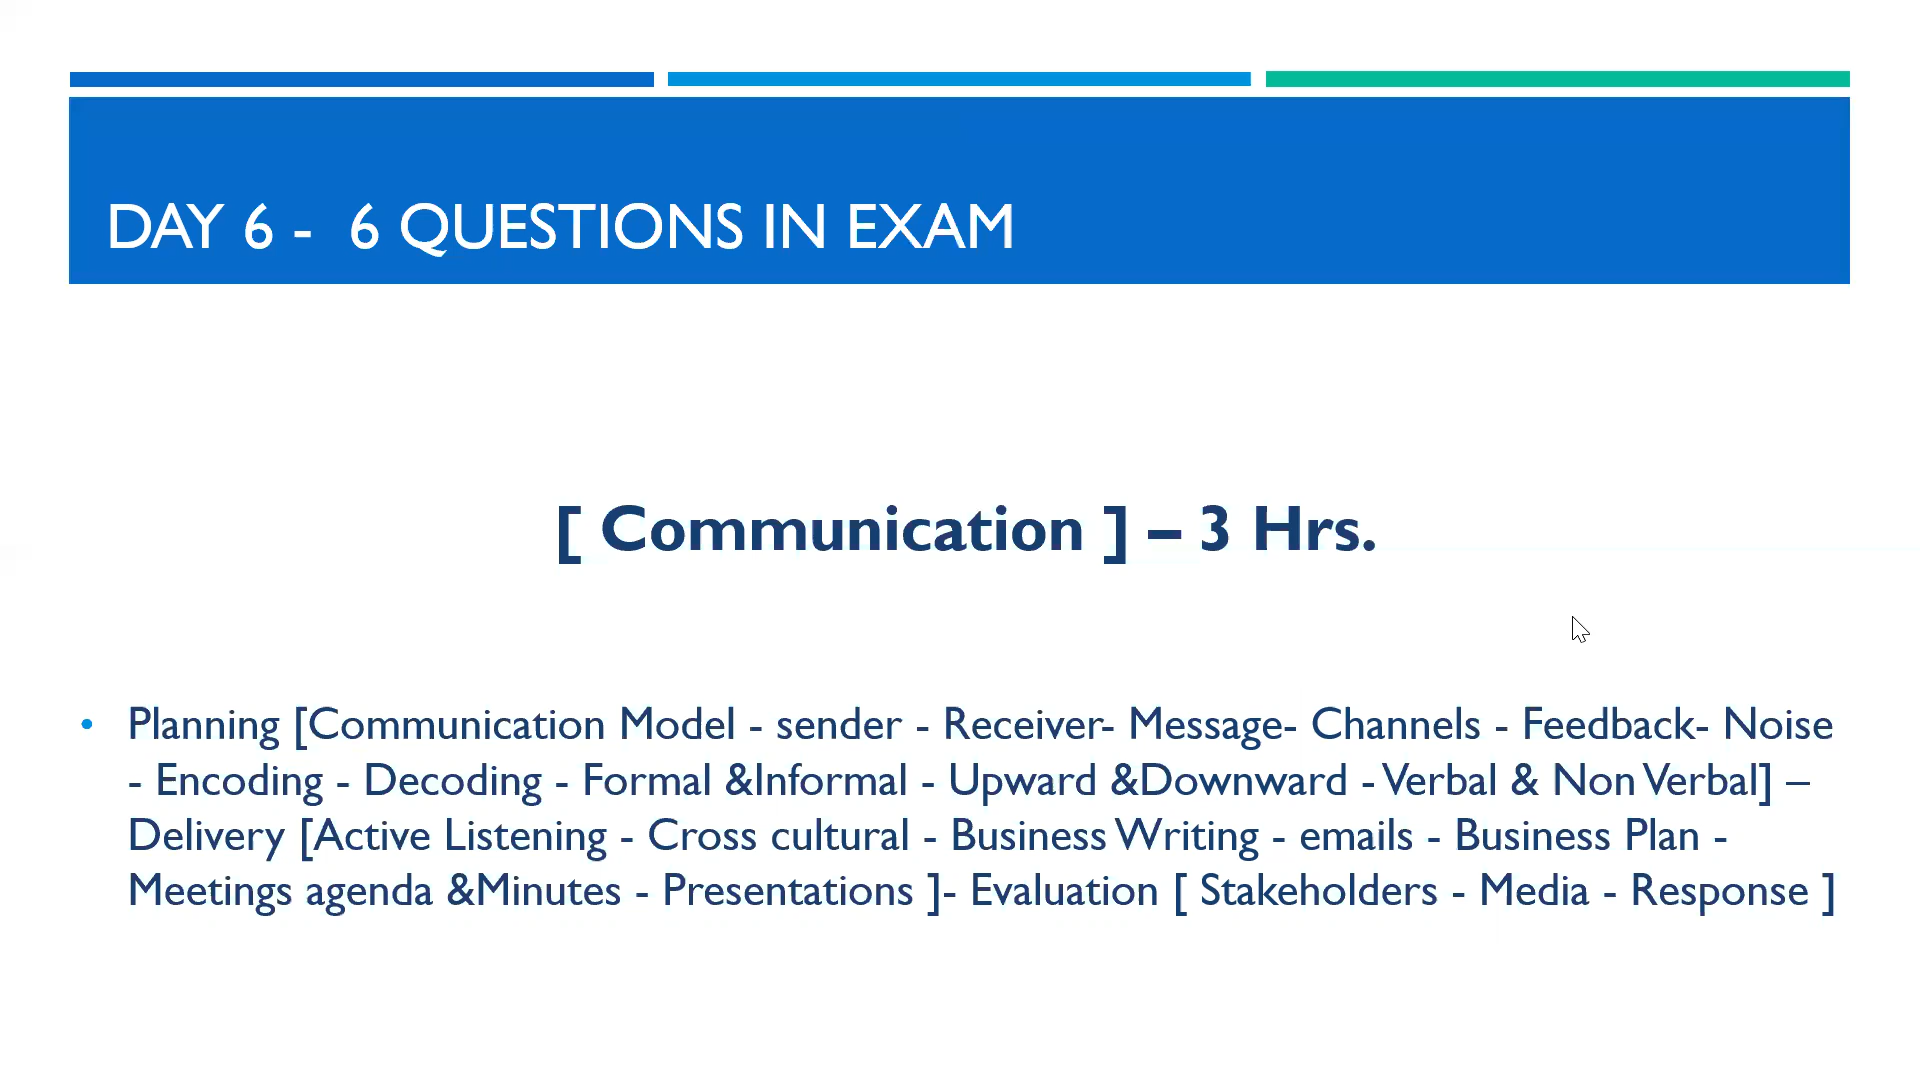 DAY 6 - 6 QUESTIONS IN EXAM
[ Communication ] – 3 Hrs.
• Planning [Communication Model - sender - Receiver- Message- Channels - Feedback- Noise
- Encoding - Decoding - Formal &Informal - Upward &Downward - Verbal & Non Verbal] –
Delivery [Active Listening - Cross cultural - Business Writing - emails - Business Plan -
Meetings agenda &Minutes - Presentations ]- Evaluation [ Stakeholders - Media - Response ]